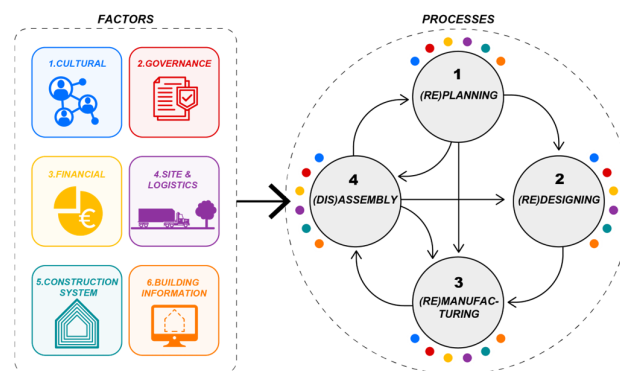 FACTORS
1.CULTURAL
2.GOVERNANCE
3.FINANCIAL
€
4.SITE &
LOGISTICS
5.CONSTRUCTION
SYSTEM
6.BUILDING
INFORMATION
PROCESSES
1
(RE)PLANNING
2
(RE)DESIGNING
3
(RE)MANUFAC-
TURING
4
(DIS)ASSEMBLY